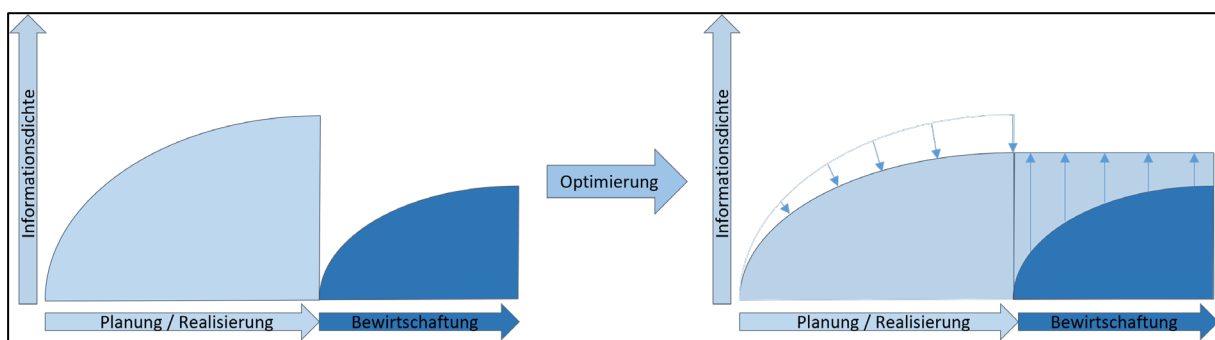 Informationsdichte
Planung / Realisierung
Bewirtschaftung
Optimierung
Informationsdichte
Planung / Realisierung
Bewirtschaftung